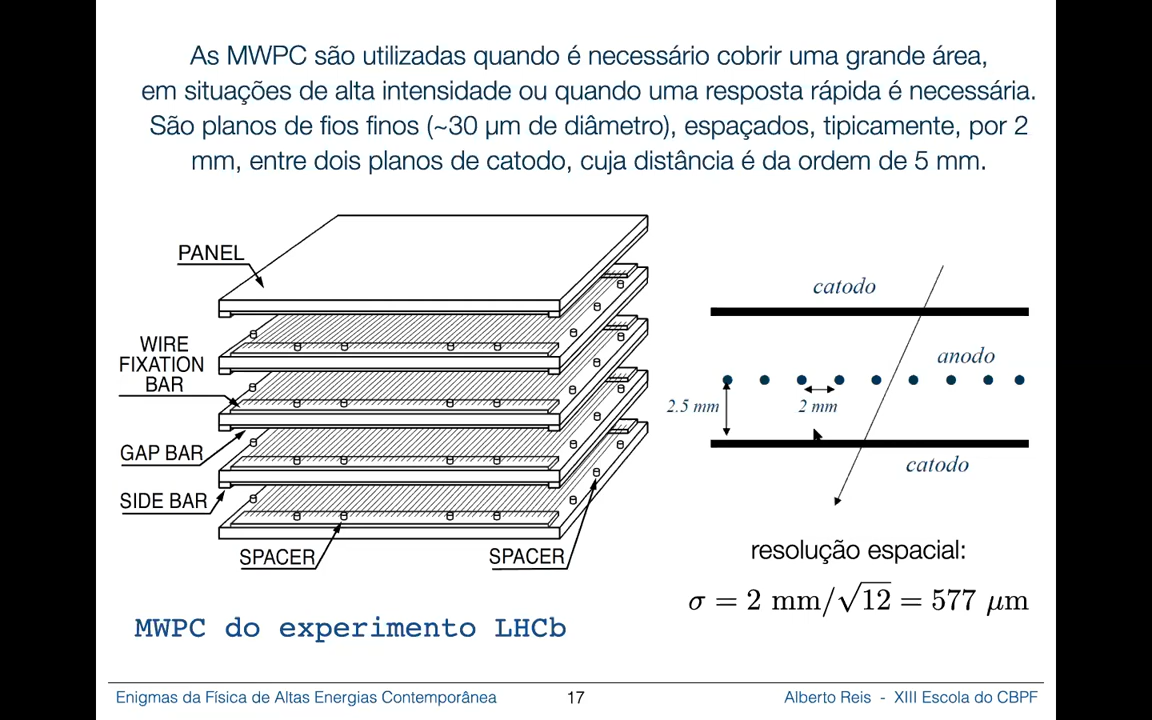 As MWPC são utilizadas quando é necessário cobrir uma grande área,
em situações de alta intensidade ou quando uma resposta rápida é necessária.
São planos de fios finos (~30 μm de diâmetro), espaçados, tipicamente, por 2
mm, entre dois planos de catodo, cuja distância é da ordem de 5 mm.
PANEL
WIRE
FIXATION
BAR
GAP BAR
SIDE BAR
SPACER
SPACER
MWPC do experimento LHCb
catodo
anodo
2.5 mm
2 mm
catodo
resolução espacial:
σ = 2 mm/√12 = 577 μm
Enigmas da Física de Altas Energias Contemporânea
17
Alberto Reis - XIII Escola do CBPF